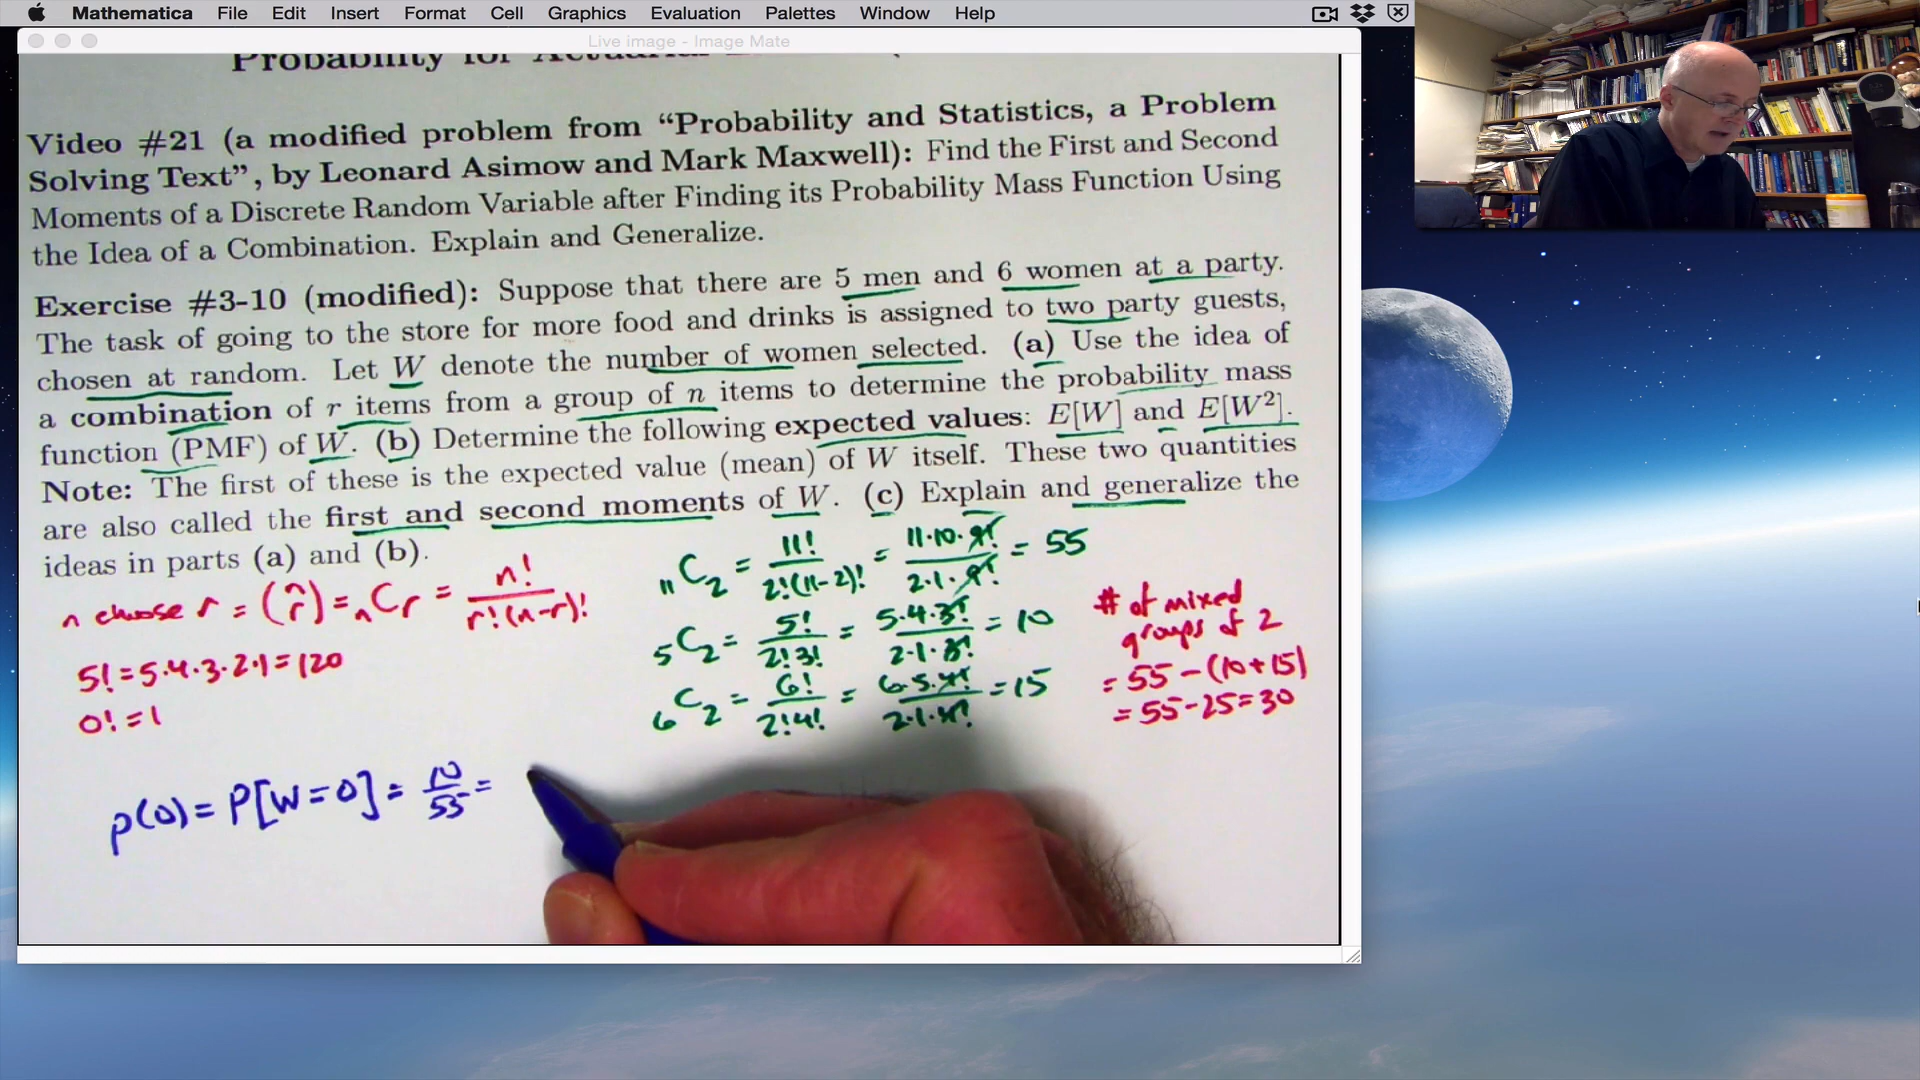 Mathematica File Edit Insert Format Cell Graphics Evaluation Palettes Window Help
Live image - Image Mate
Probability for
Video #21 (a modified problem from “Probability and Statistics, a Problem
Solving Text”, by Leonard Asimow and Mark Maxwell): Find the First and Second
Moments of a Discrete Random Variable after Finding its Probability Mass Function Using
the Idea of a Combination. Explain and Generalize.
Exercise #3-10 (modified): Suppose that there are 5 men and 6 women at a party.
The task of going to the store for more food and drinks is assigned to two party guests,
chosen at random. Let W denote the number of women selected. (a) Use the idea of
a combination of r items from a group of n items to determine the probability mass
function (PMF) of W. (b) Determine the following expected values: E[W] and E[W²].
Note: The first of these is the expected value (mean) of W itself. These two quantities
are also called the first and second moments of W. (c) Explain and generalize the
ideas in parts (a) and (b).
n choose r = (n r) = nCr = n!/r!(n-r)!
5! = 5·4·3·2·1 = 120
0! = 1
11C2 = 11!/2!(11-2)! = 11·10·9!/2·1·9! = 55
5C2 = 5!/2!3! = 5·4·3!/2·1·3! = 10
6C2 = 6!/2!4! = 6·5·4!/2·1·4! = 15
# of mixed
groups of 2
= 55 - (10+15)
= 55-25=30
p(0) = P[W=0] = 10/55 =